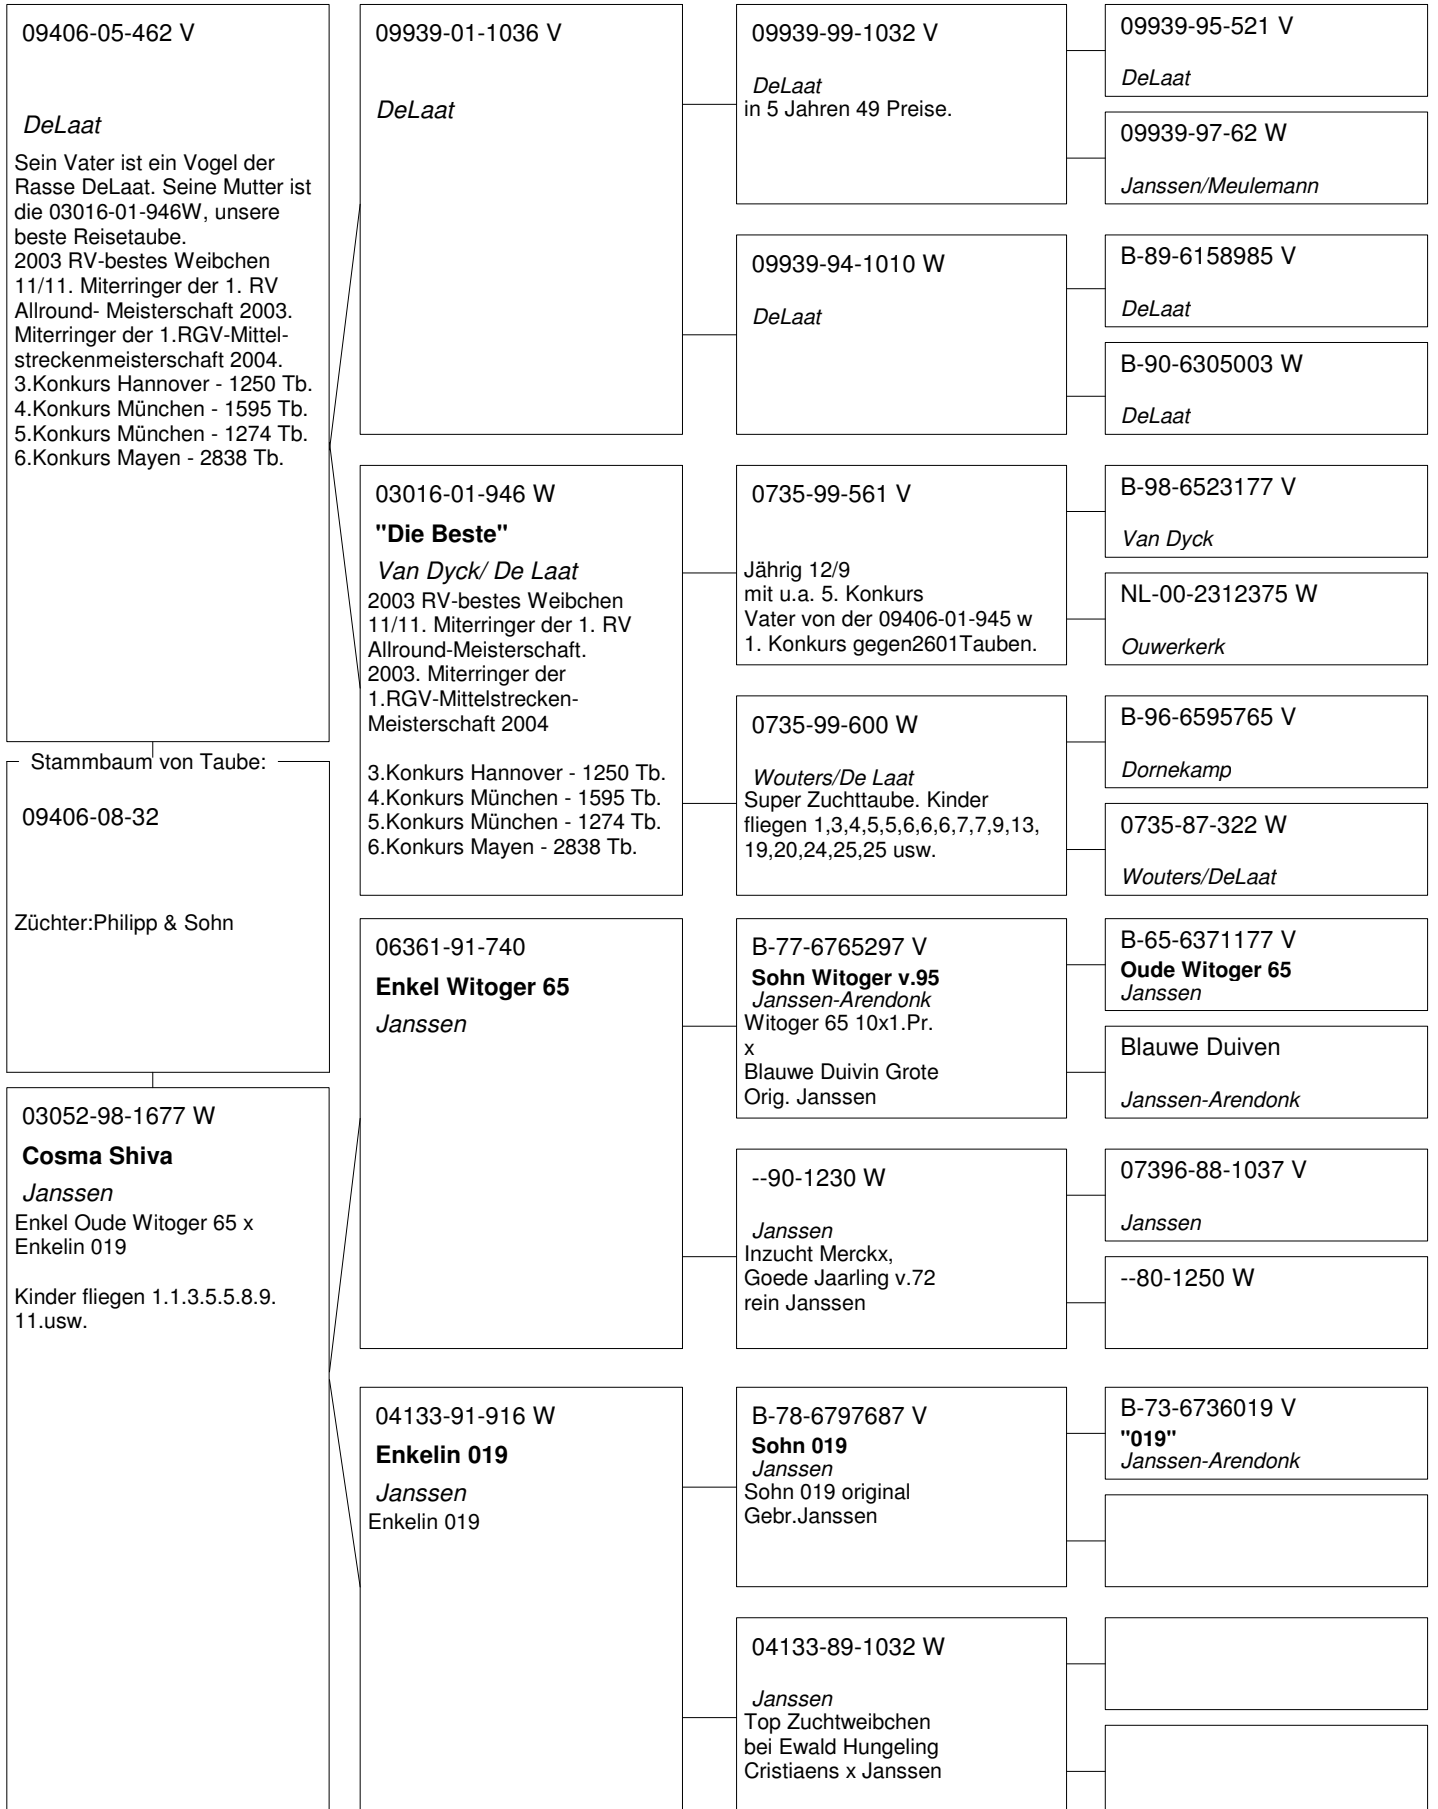 09406-05-462 V
DeLaat
Sein Vater ist ein Vogel der
Rasse DeLaat. Seine Mutter ist
die 03016-01-946W, unsere
beste Reisetaube.
2003 RV-bestes Weibchen
11/11. Miterringer der 1. RV
Allround- Meisterschaft 2003.
Miterringer der 1.RGV-Mittel-
streckenmeisterschaft 2004.
3.Konkurs Hannover - 1250 Tb.
4.Konkurs München - 1595 Tb.
5.Konkurs München - 1274 Tb.
6.Konkurs Mayen - 2838 Tb.
Stammbaum von Taube:
09406-08-32
Züchter:Philipp & Sohn
03052-98-1677 W
Cosma Shiva
Janssen
Enkel Oude Witoger 65 x
Enkelin 019
Kinder fliegen 1.1.3.5.5.8.9.
11.usw.
09939-01-1036 V
DeLaat
03016-01-946 W
"Die Beste"
Van Dyck/ De Laat
2003 RV-bestes Weibchen
11/11. Miterringer der 1. RV
Allround-Meisterschaft.
2003. Miterringer der
1.RGV-Mittelstrecken-
Meisterschaft 2004
3.Konkurs Hannover - 1250 Tb.
4.Konkurs München - 1595 Tb.
5.Konkurs München - 1274 Tb.
6.Konkurs Mayen - 2838 Tb.
06361-91-740
Enkel Witoger 65
Janssen
04133-91-916 W
Enkelin 019
Janssen
Enkelin 019
09939-99-1032 V
DeLaat
in 5 Jahren 49 Preise.
09939-94-1010 W
DeLaat
0735-99-561 V
Jährig 12/9
mit u.a. 5. Konkurs
Vater von der 09406-01-945 w
1. Konkurs gegen2601Tauben.
0735-99-600 W
Wouters/De Laat
Super Zuchttaube. Kinder
fliegen 1,3,4,5,5,6,6,6,7,7,9,13,
19,20,24,25,25 usw.
B-77-6765297 V
Sohn Witoger v.95
Janssen-Arendonk
Witoger 65 10x1.Pr.
x
Blauwe Duivin Grote
Orig. Janssen
--90-1230 W
Janssen
Inzucht Merckx,
Goede Jaarling v.72
rein Janssen
B-78-6797687 V
Sohn 019
Janssen
Sohn 019 original
Gebr.Janssen
04133-89-1032 W
Janssen
Top Zuchtweibchen
bei Ewald Hungeling
Cristiaens x Janssen
09939-95-521 V
DeLaat
09939-97-62 W
Janssen/Meulemann
B-89-6158985 V
DeLaat
B-90-6305003 W
DeLaat
B-98-6523177 V
Van Dyck
NL-00-2312375 W
Ouwerkerk
B-96-6595765 V
Dornekamp
0735-87-322 W
Wouters/DeLaat
B-65-6371177 V
Oude Witoger 65
Janssen
Blauwe Duiven
Janssen-Arendonk
07396-88-1037 V
Janssen
--80-1250 W
B-73-6736019 V
"019"
Janssen-Arendonk